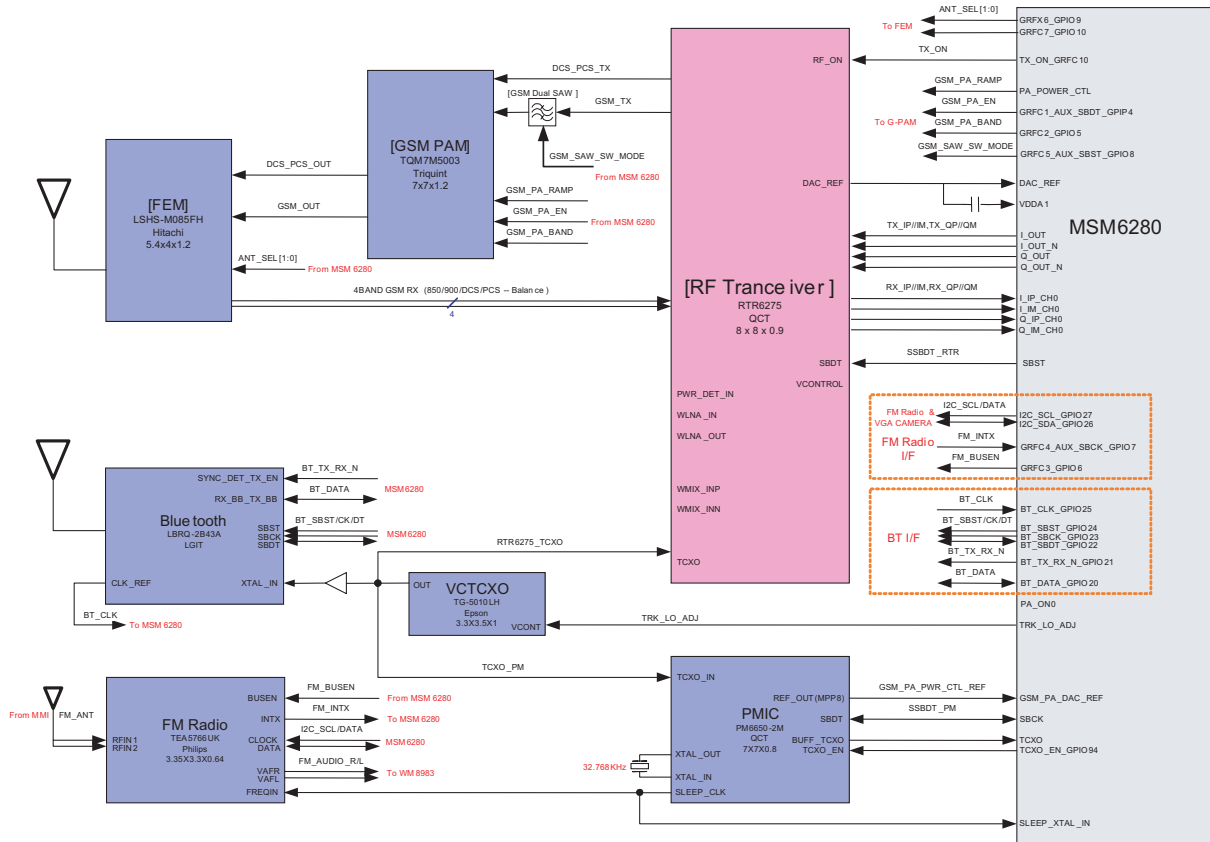 ANT_SEL[1:0]
To FEM
GRFX6_GPIO9
GRFC7_GPIO10
TX_ON
RF_ON
TX_ON_GRFC10
DCS_PCS_TX
GSM_PA_RAMP
PA_POWER_CTL
[GSM Dual SAW ]
GSM_TX
GSM_PA_EN
GRFC1_AUX_SBDT_GPIP4
To G-PAM
GSM_PA_BAND
GRFC2_GPIO5
GSM_SAW_SW_MODE
GRFC5_AUX_SBST_GPIO8
[GSM PAM]
TQM7M5003
Triquint
7x7x1.2
GSM_SAW_SW_MODE
From MSM 6280
DCS_PCS_OUT
GSM_OUT
GSM_PA_RAMP
GSM_PA_EN
From MSM 6280
GSM_PA_BAND
DAC_REF
DAC_REF
VDDA1
MSM6280
[FEM]
LSHS-M085FH
Hitachi
5.4x4x1.2
ANT_SEL[1:0]
From MSM 6280
4BAND GSM RX (850/900/DCS/PCS -- Balance )
4
TX_IP//IM,TX_QP//QM
I_OUT
I_OUT_N
Q_OUT
Q_OUT_N
[RF Tranceiver]
RTR6275
QCT
8 x 8 x 0.9
RX_IP//IM,RX_QP//QM
I_IP_CH0
I_IM_CH0
Q_IP_CH0
Q_IM_CH0
SBDT
SSBDT_RTR
SBST
VCONTROL
PWR_DET_IN
WLNA_IN
WLNA_OUT
WMIX_INP
WMIX_INN
TCXO
FM Radio &
VGA CAMERA
I2C_SCL/DATA
I2C_SCL_GPIO27
I2C_SDA_GPIO26
FM Radio
I/F
FM_INTX
GRFC4_AUX_SBCK_GPIO7
FM_BUSEN
GRFC3_GPIO6
BT_CLK
BT_CLK_GPIO25
BT I/F
BT_SBST/CK/DT
BT_SBST_GPIO24
BT_SBCK_GPIO23
BT_SBDT_GPIO22
BT_TX_RX_N
BT_TX_RX_N_GPIO21
BT_DATA
BT_DATA_GPIO20
PA_ON0
TRK_LO_ADJ
TRK_LO_ADJ
SYNC_DET_TX_EN
BT_TX_RX_N
RX_BB_TX_BB
BT_DATA
MSM6280
Bluetooth
LBRQ-2B43A
LGIT
SBST
SBCK
SBDT
BT_SBST/CK/DT
MSM6280
RTR6275_TCXO
CLK_REF
XTAL_IN
BT_CLK
To MSM 6280
OUT
VCTCXO
TG-5010LH
Epson
3.3X3.5X1
VCONT
TCXO_PM
From MMI
FM_ANT
RFIN1
RFIN2
BUSEN
FM_BUSEN
From MSM 6280
INTX
FM_INTX
To MSM 6280
FM Radio
TEA5766UK
Philips
3.35X3.3X0.64
CLOCK
DATA
I2C_SCL/DATA
MSM6280
VAFR
VAFL
FM_AUDIO_R/L
To WM8983
FREQIN
TCXO_IN
REF_OUT(MPP8)
GSM_PA_PWR_CTL_REF
GSM_PA_DAC_REF
PMIC
PM6650-2M
QCT
7X7X0.8
SBDT
SSBDT_PM
SBCK
BUFF_TCXO
TCXO
TCXO_EN
TCXO_EN_GPIO94
XTAL_OUT
32.768KHz
XTAL_IN
SLEEP_CLK
SLEEP_XTAL_IN